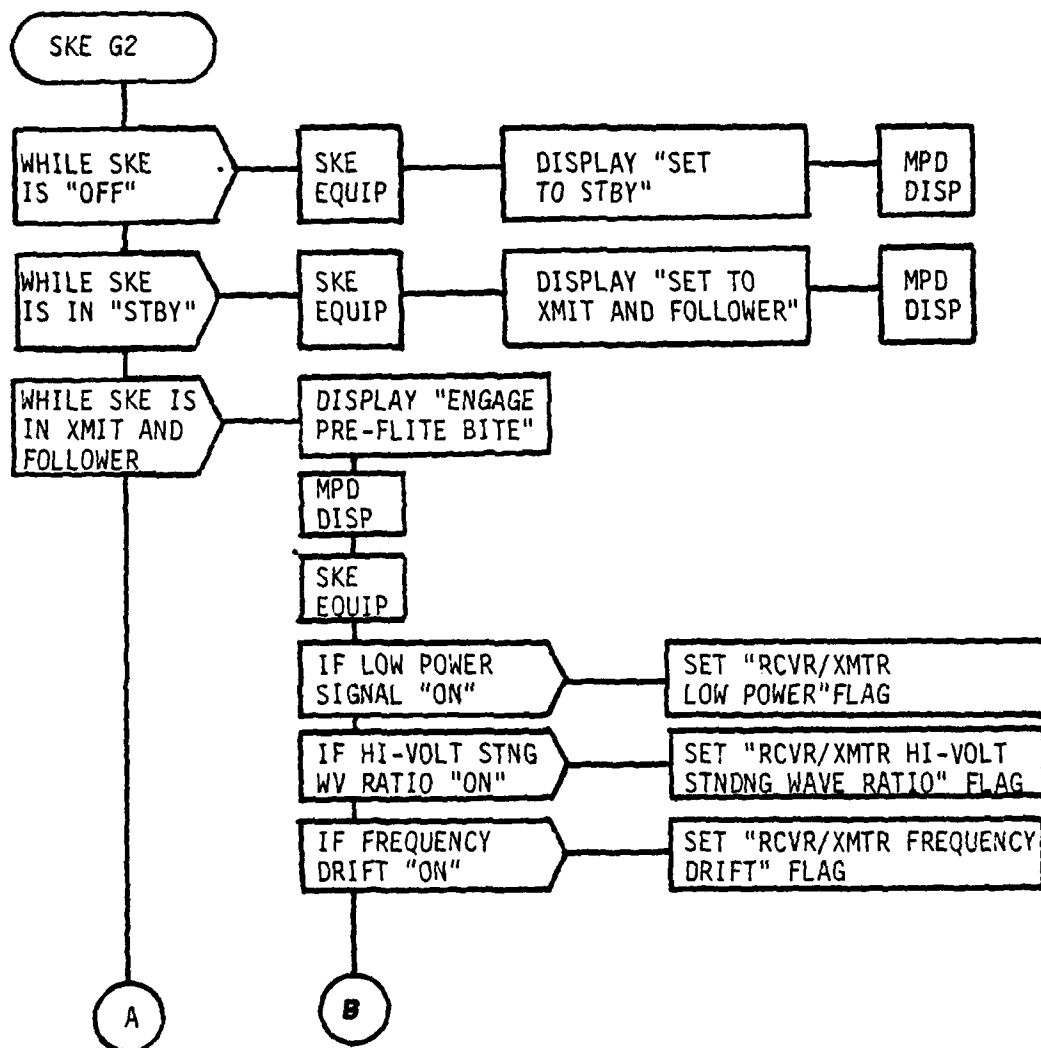 SKE G2
WHILE SKE
IS "OFF"
SKE
EQUIP
DISPLAY "SET
TO STBY"
MPD
DISP
WHILE SKE
IS IN "STBY"
SKE
EQUIP
DISPLAY "SET TO
XMIT AND FOLLOWER"
MPD
DISP
WHILE SKE IS
IN XMIT AND
FOLLOWER
DISPLAY "ENGAGE
PRE-FLITE BITE"
MPD
DISP
SKE
EQUIP
IF LOW POWER
SIGNAL "ON"
SET "RCVR/XMTR
LOW POWER"FLAG
IF HI-VOLT STNG
WV RATIO "ON"
SET "RCVR/XMTR HI-VOLT
STNDNG WAVE RATIO" FLAG
IF FREQUENCY
DRIFT "ON"
SET "RCVR/XMTR FREQUENCY
DRIFT" FLAG
A
B